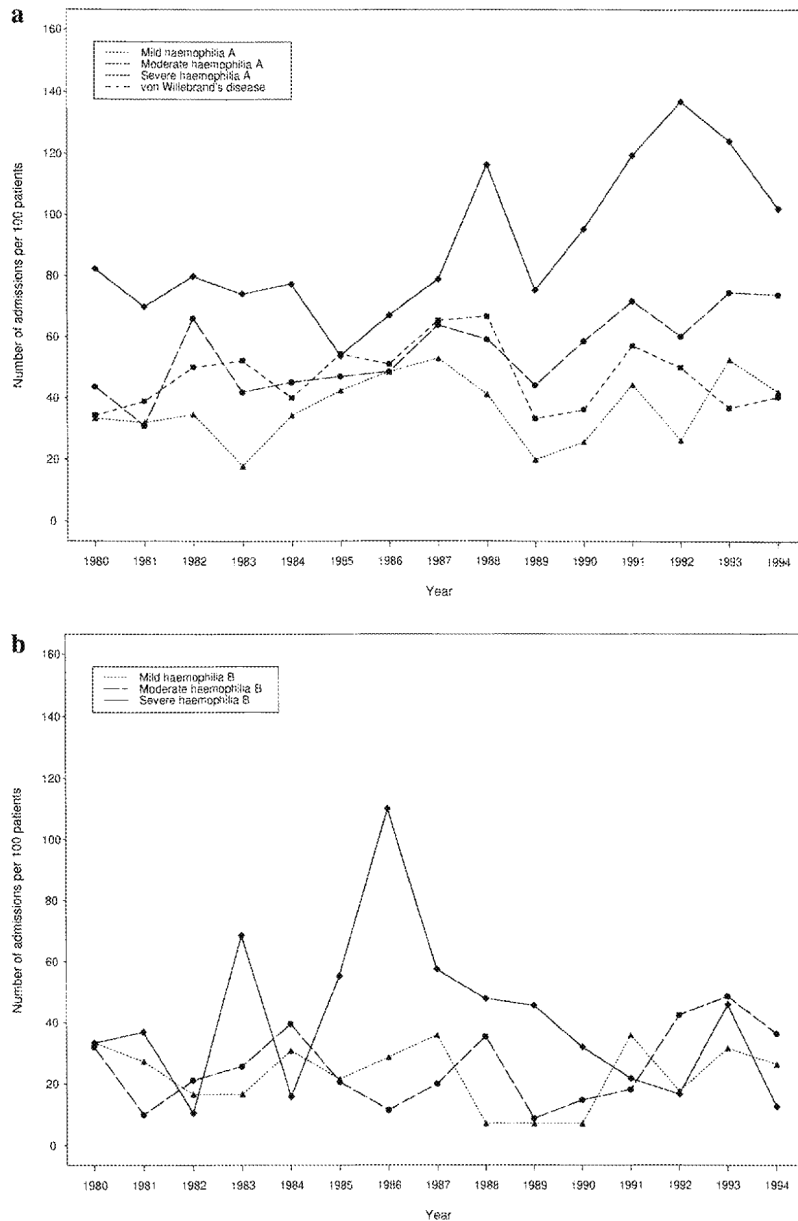 a
160
140
120
100
80
60
40
20
0
Number of admissions per 100 patients
Mild haemophilia A
Moderate haemophilia A
Severe haemophilia A
von Willebrand's disease
1980 1981 1982 1983 1984 1985 1986 1987 1988 1989 1990 1991 1992 1993 1994
Year
b
160
140
120
100
80
60
40
20
0
Number of admissions per 100 patients
Mild haemophilia B
Moderate haemophilia B
Severe haemophilia B
1980 1981 1982 1983 1984 1985 1986 1987 1988 1989 1990 1991 1992 1993 1994
Year